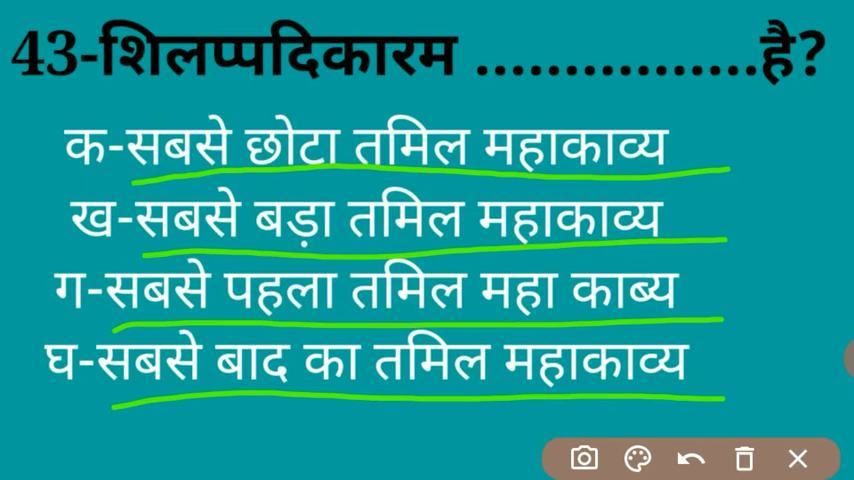 43-शिलप्पदिकारम ................है?
क-सबसे छोटा तमिल महाकाव्य
ख-सबसे बड़ा तमिल महाकाव्य
ग-सबसे पहला तमिल महा काब्य
घ-सबसे बाद का तमिल महाकाव्य